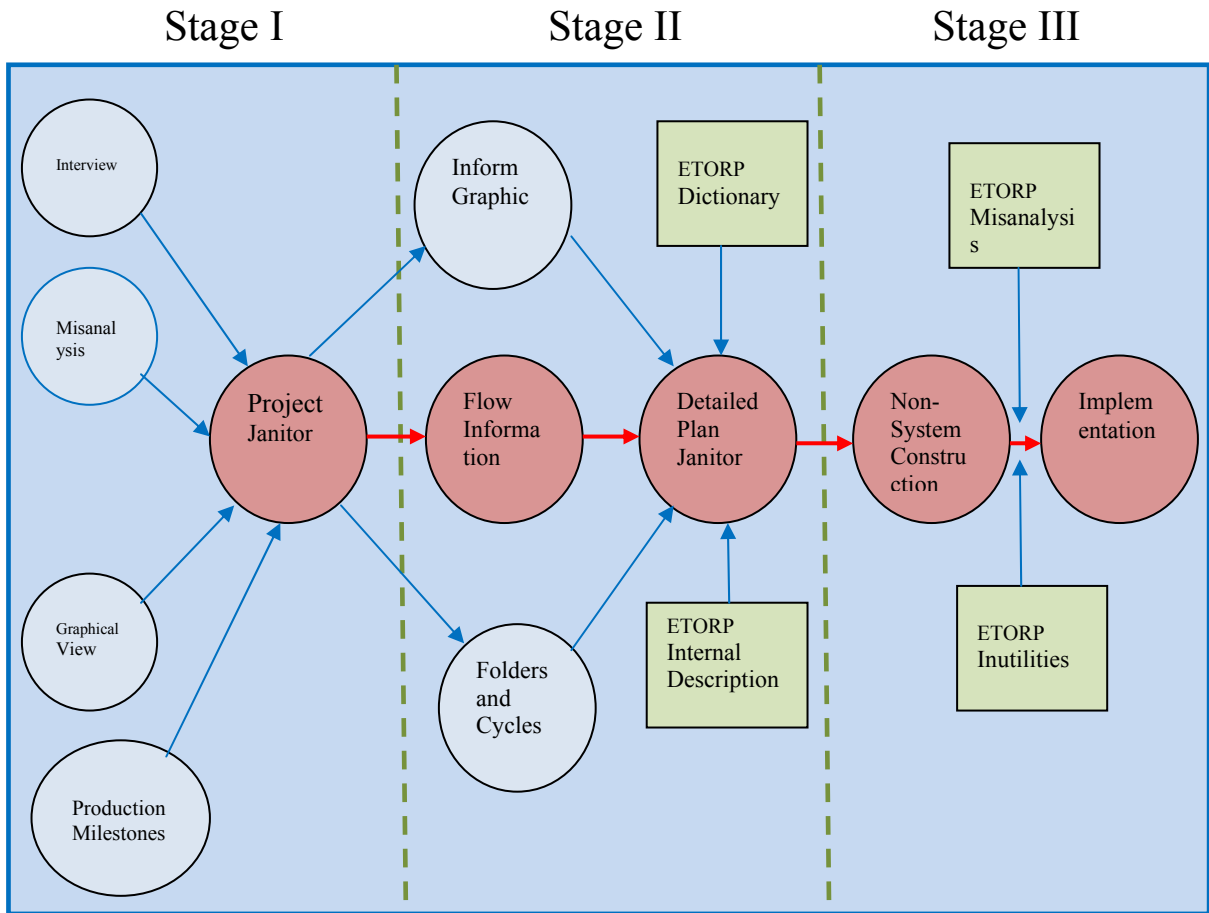 Stage I
Stage II
Stage III
Interview
Misanal
ysis
Graphical
View
Production
Milestones
Project
Janitor
Inform
Graphic
Flow
Informa
tion
Folders
and
Cycles
ETORP
Dictionary
Detailed
Plan
Janitor
ETORP
Internal
Description
ETORP
Misanalysi
s
Non-
System
Constru
ction
Implem
entation
ETORP
Inutilities